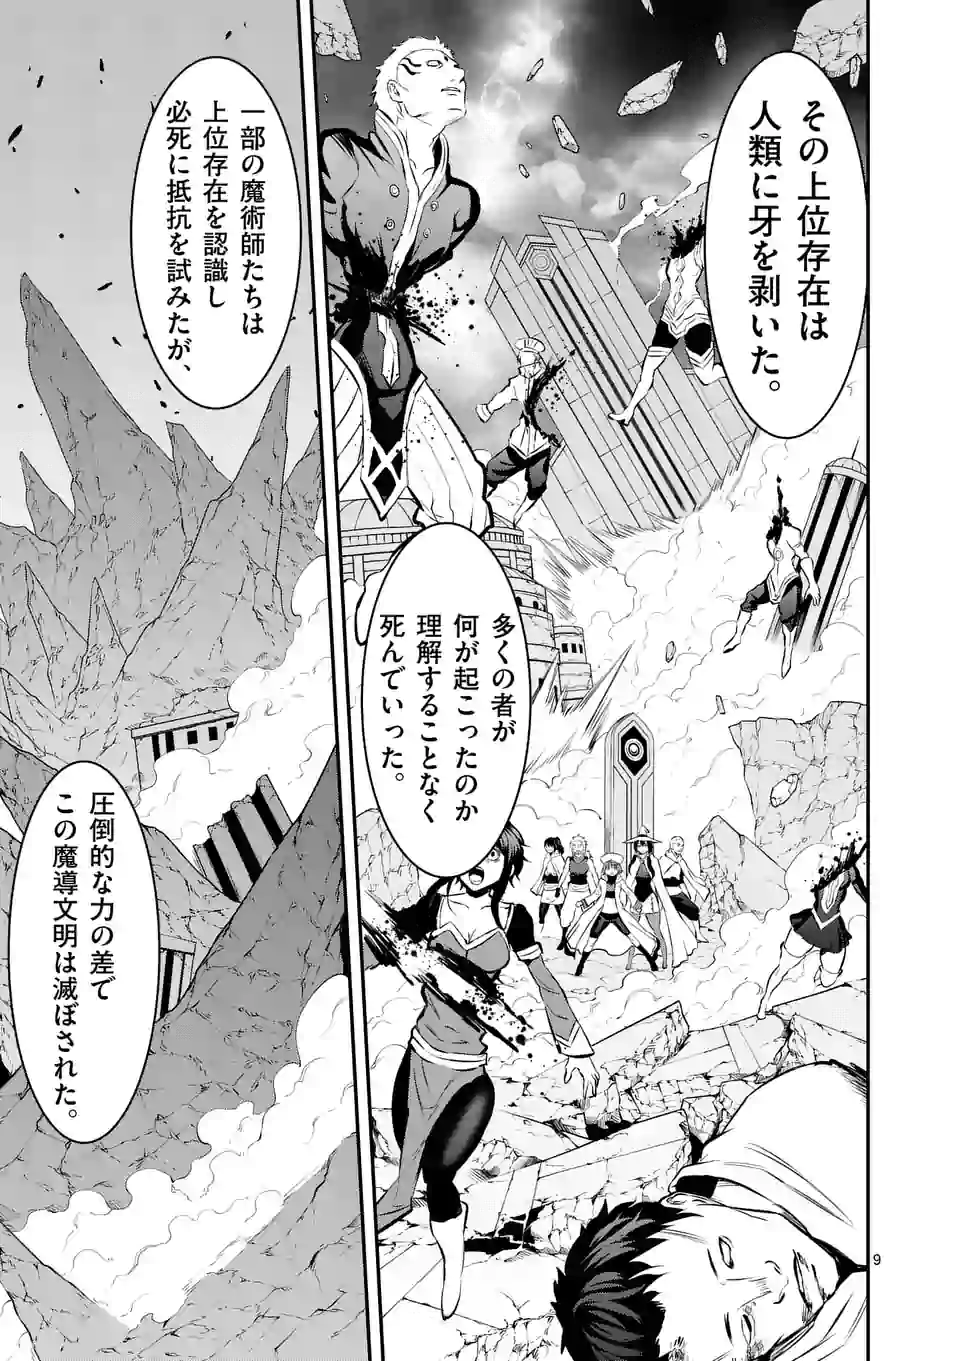 その上位存在は
人類に牙を剥いた。
多くの者が
何が起こったのか
理解することなく
死んでいった。
一部の魔術師たちは
上位存在を認識し
必死に抵抗を試みたが、
圧倒的な力の差で
この魔導文明は滅ぼされた。
9